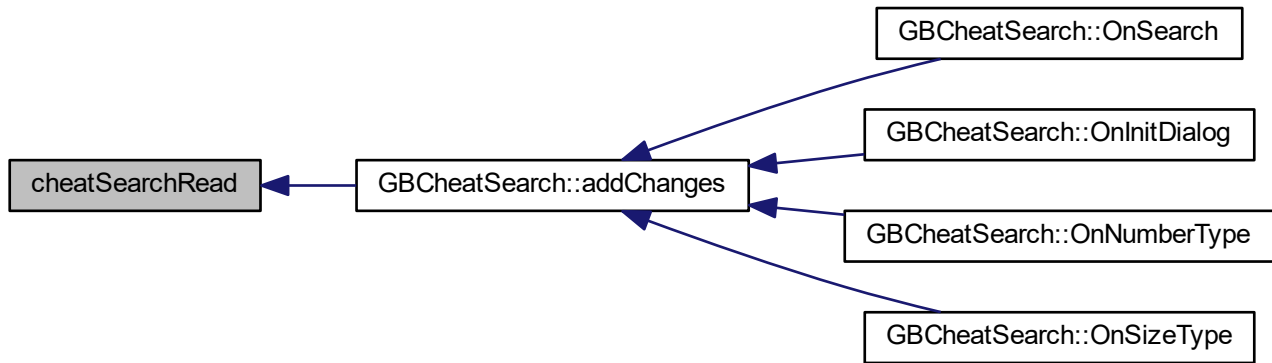 cheatSearchRead
GBCheatSearch::addChanges
GBCheatSearch::OnSearch
GBCheatSearch::OnInitDialog
GBCheatSearch::OnNumberType
GBCheatSearch::OnSizeType